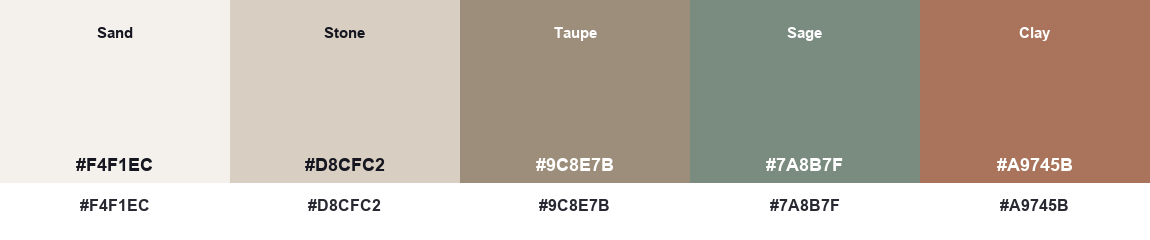 Sand Stone Taupe Sage Clay
#F4F1EC #D8CFC2 #9C8E7B #7A8B7F #A9745B
#F4F1EC #D8CFC2 #9C8E7B #7A8B7F #A9745B